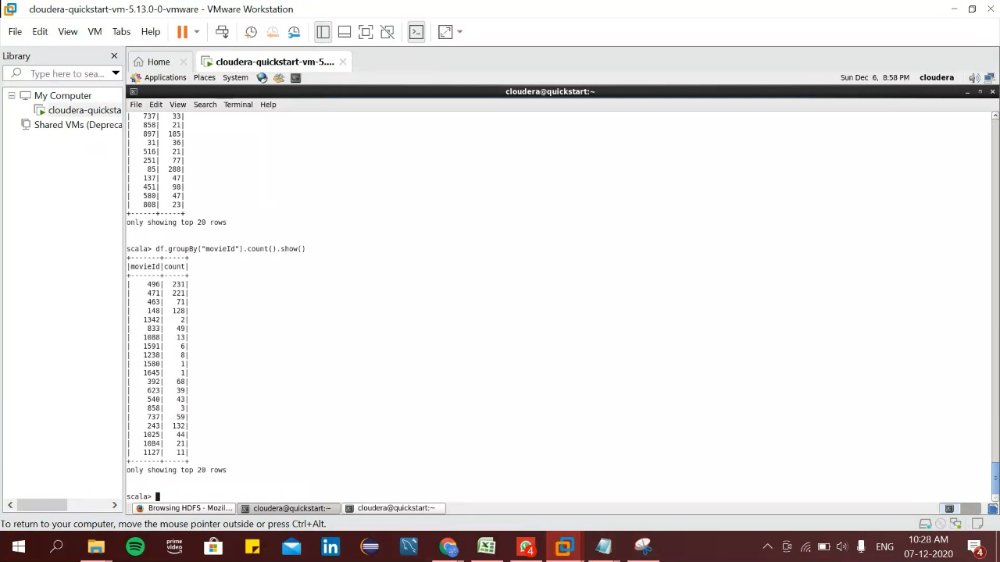 cloudera-quickstart-vm-5.13.0-0-vmware - VMware Workstation
File Edit View VM Tabs Help
Library
Type here to sea...
Home
cloudera-quickstart-vm-5....
My Computer
cloudera-quicksta
Shared VMs (Depreca
Applications Places System
Sun Dec 6, 8:58 PM cloudera
cloudera@quickstart:~
File Edit View Search Terminal Help
| 737| 33|
| 858| 21|
| 897| 185|
| 31| 36|
| 516| 21|
| 251| 77|
| 85| 288|
| 137| 47|
| 451| 98|
| 580| 47|
| 808| 23|
+------+-----+
only showing top 20 rows
scala> df.groupBy("movieId").count().show()
+-------+-----+
|movieId|count|
+-------+-----+
| 496| 231|
| 471| 221|
| 463| 71|
| 148| 128|
| 1342| 2|
| 833| 49|
| 1088| 13|
| 1591| 6|
| 1238| 8|
| 1580| 1|
| 1645| 1|
| 392| 68|
| 623| 39|
| 540| 43|
| 858| 3|
| 737| 59|
| 243| 132|
| 1025| 44|
| 1084| 21|
| 1127| 11|
+-------+-----+
only showing top 20 rows
scala>
Browsing HDFS - Mozil...
cloudera@quickstart:~
cloudera@quickstart:~
To return to your computer, move the mouse pointer outside or press Ctrl+Alt.
prime
video
in
4
ENG
10:28 AM
07-12-2020
4